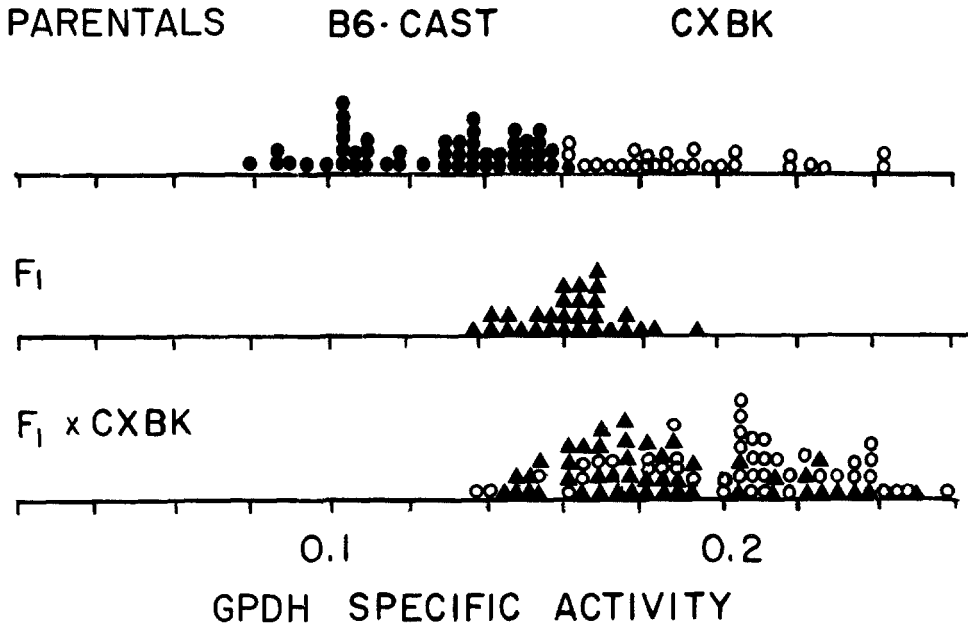 PARENTALS B6·CAST CXBK
F₁
F₁ x CXBK
0.1 0.2
GPDH SPECIFIC ACTIVITY